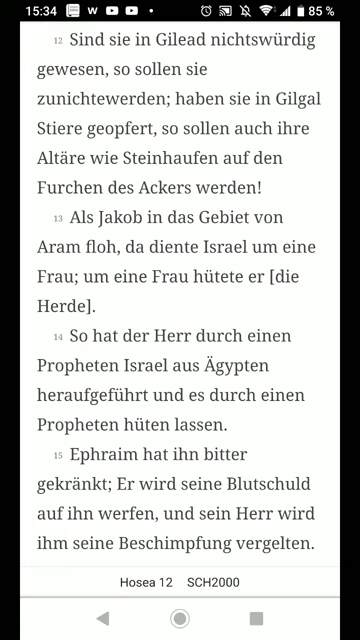 15:34 W 85 %
12 Sind sie in Gilead nichtswürdig
gewesen, so sollen sie
zunichtewerden; haben sie in Gilgal
Stiere geopfert, so sollen auch ihre
Altäre wie Steinhaufen auf den
Furchen des Ackers werden!
13 Als Jakob in das Gebiet von
Aram floh, da diente Israel um eine
Frau; um eine Frau hütete er [die
Herde].
14 So hat der Herr durch einen
Propheten Israel aus Ägypten
heraufgeführt und es durch einen
Propheten hüten lassen.
15 Ephraim hat ihn bitter
gekränkt; Er wird seine Blutschuld
auf ihn werfen, und sein Herr wird
ihm seine Beschimpfung vergelten.
Hosea 12 SCH2000